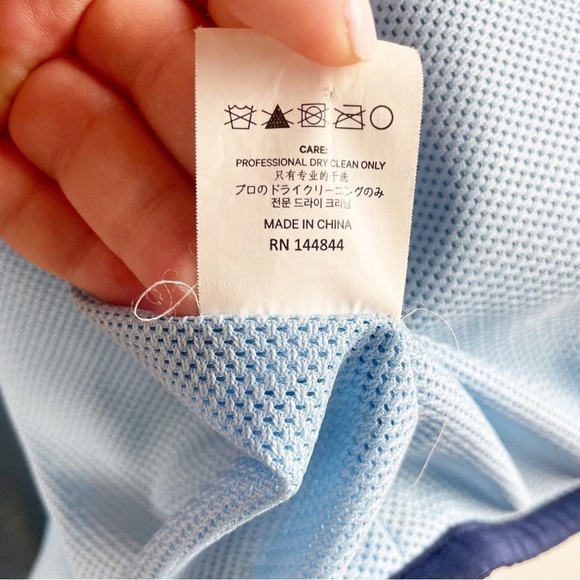 CARE:
PROFESSIONAL DRY CLEAN ONLY
只有专业的干洗
プロのドライクリーニングのみ
전문 드라이 크리닝
MADE IN CHINA
RN 144844